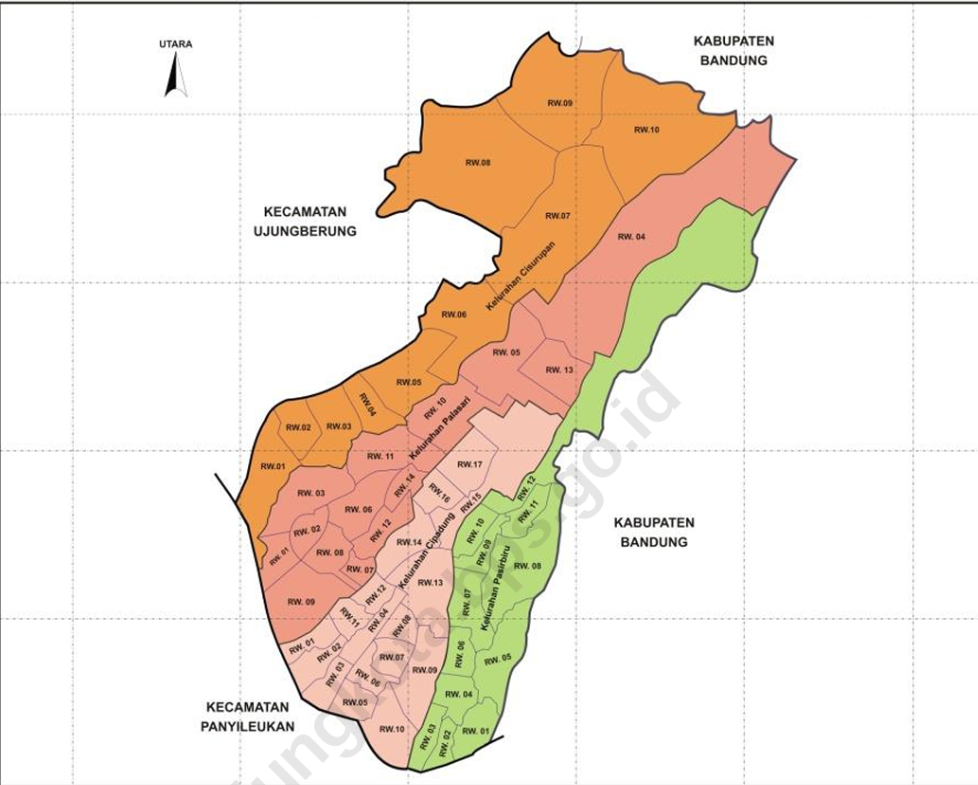 UTARA
KABUPATEN
BANDUNG
RW.09
RW.10
RW.08
KECAMATAN
UJUNGBERUNG
RW.07
RW. 04
Kelurahan Cisurupan
RW.06
RW. 05
RW. 13
RW.05
RW.04
RW. 10
Kelurahan Palasari
RW.02
RW.03
RW.01
RW. 11
RW.17
RW. 03
RW. 14
RW.16
RW.15
RW. 12
RW. 11
RW. 06
RW. 12
RW. 02
RW. 01
RW. 08
RW. 07
RW. 09
RW.14
Kelurahan Cipadung
RW. 10
RW. 09
RW. 08
Kelurahan Pasirbiru
KABUPATEN
BANDUNG
RW.13
RW.12
RW.11
RW. 04
RW.08
RW. 07
RW. 01
RW. 02
RW. 03
RW.07
RW. 06
RW.09
RW.05
RW.10
RW. 06
RW. 05
RW. 04
RW. 03
RW. 02
RW. 01
KECAMATAN
PANYILEUKAN
ungkota.bps.go.id